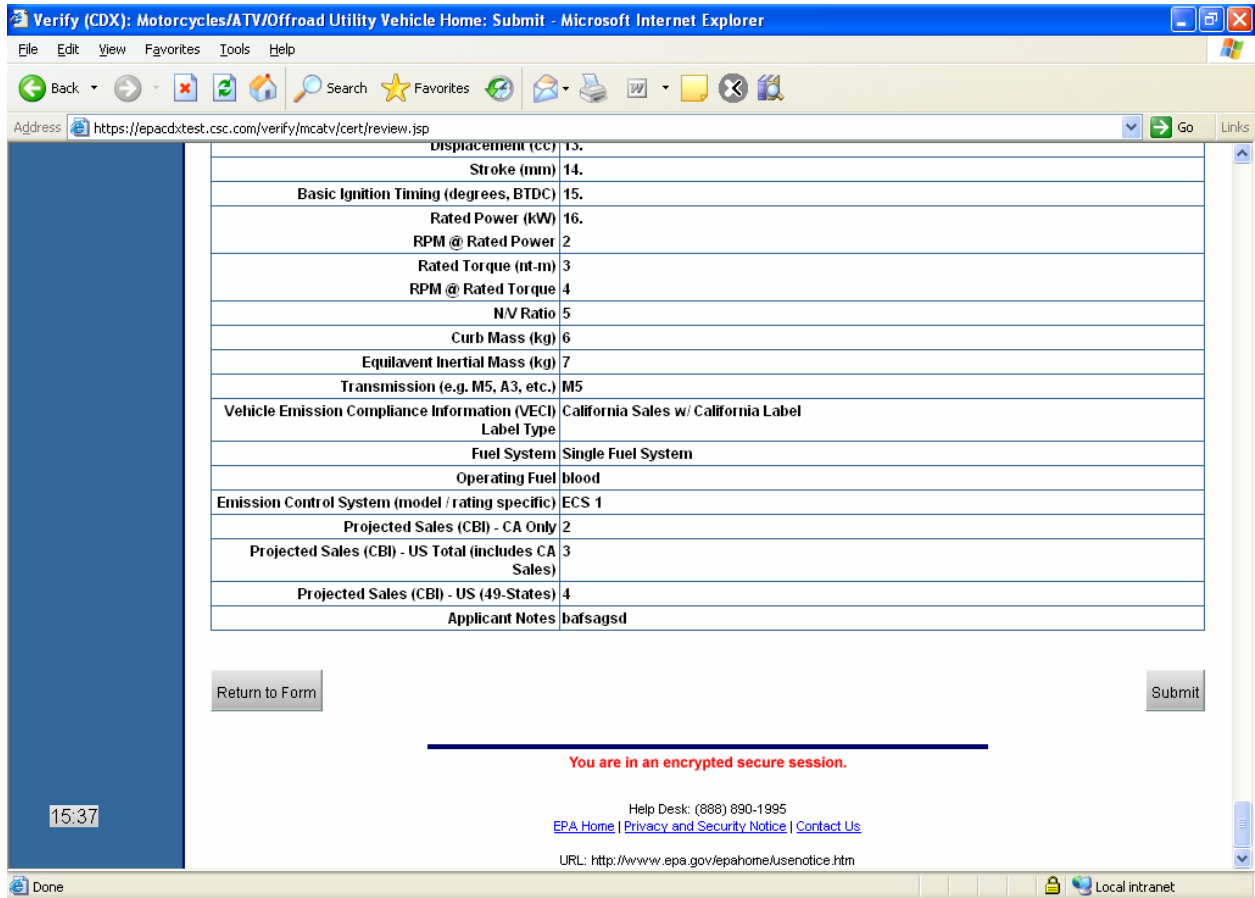 Verify (CDX): Motorcycles/ATV/Offroad Utility Vehicle Home: Submit - Microsoft Internet Explorer
File Edit View Favorites Tools Help
Back Search Favorites
Address https://epacdxtest.csc.com/verify/mcatv/cert/review.jsp Go Links
Displacement (cc) 13.
Stroke (mm) 14.
Basic Ignition Timing (degrees, BTDC) 15.
Rated Power (kW) 16.
RPM @ Rated Power 2
Rated Torque (nt-m) 3
RPM @ Rated Torque 4
N/V Ratio 5
Curb Mass (kg) 6
Equilavent Inertial Mass (kg) 7
Transmission (e.g. M5, A3, etc.) M5
Vehicle Emission Compliance Information (VECI) California Sales w/ California Label
Label Type
Fuel System Single Fuel System
Operating Fuel blood
Emission Control System (model / rating specific) ECS 1
Projected Sales (CBI) - CA Only 2
Projected Sales (CBI) - US Total (includes CA 3
Sales)
Projected Sales (CBI) - US (49-States) 4
Applicant Notes bafsagsd
Return to Form Submit
You are in an encrypted secure session.
15:37
Help Desk: (888) 890-1995
EPA Home | Privacy and Security Notice | Contact Us
URL: http://www.epa.gov/epahome/usenotice.htm
Done Local intranet